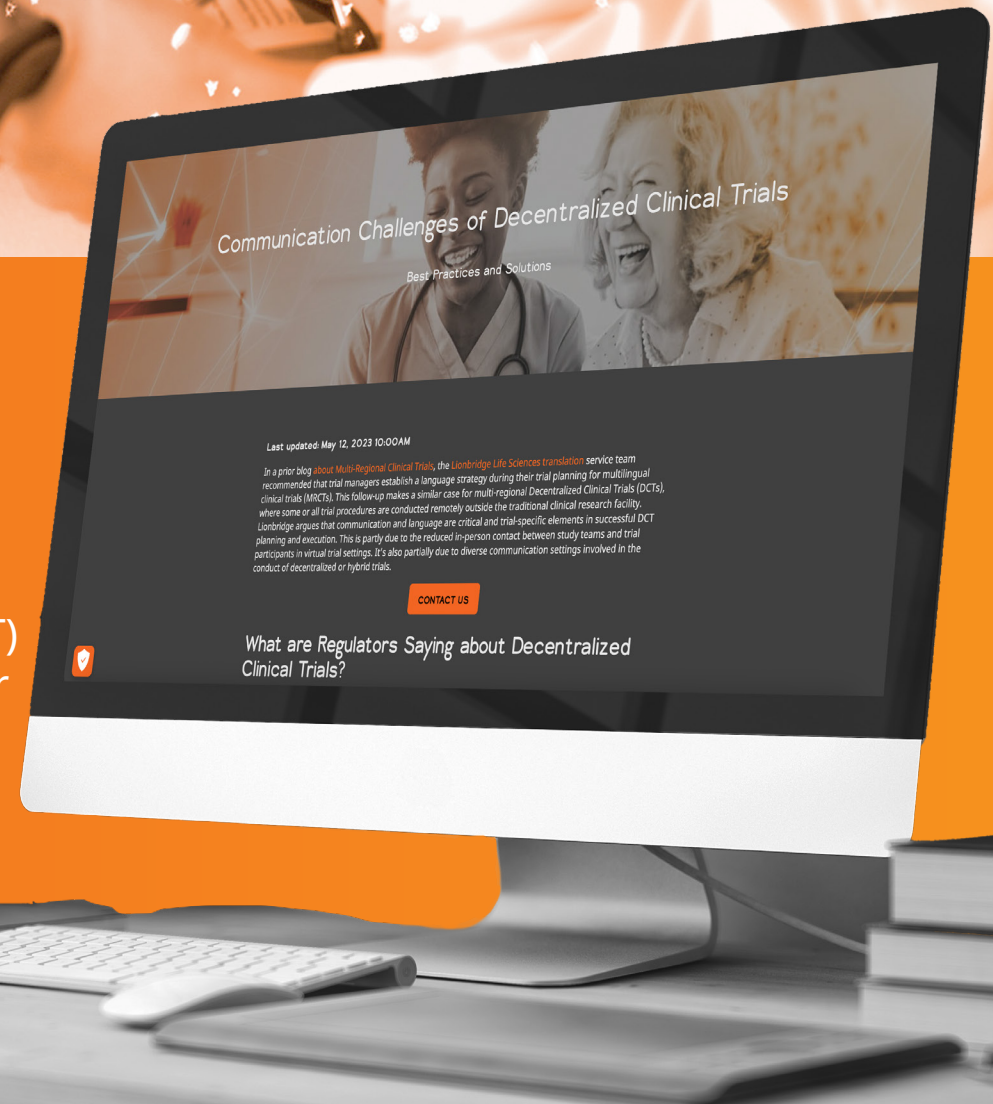 Communication Challenges of Decentralized Clinical Trials
Best Practices and Solutions
Last updated: May 12, 2023 10:00AM
In a prior blog about Multi-Regional Clinical Trials, the Lionbridge Life Sciences translation service team
recommended that trial managers establish a language strategy during their trial planning for multilingual
clinical trials (MRCTs). This follow-up makes a similar case for multi-regional Decentralized Clinical Trials (DCTs),
where some or all trial procedures are conducted remotely outside the traditional clinical research facility.
Lionbridge argues that communication and language are critical and trial-specific elements in successful DCT
planning and execution. This is partly due to the reduced in-person contact between study teams and trial
participants in virtual trial settings. It's also partially due to diverse communication settings involved in the
conduct of decentralized or hybrid trials.
CONTACT US
What are Regulators Saying about Decentralized
Clinical Trials?